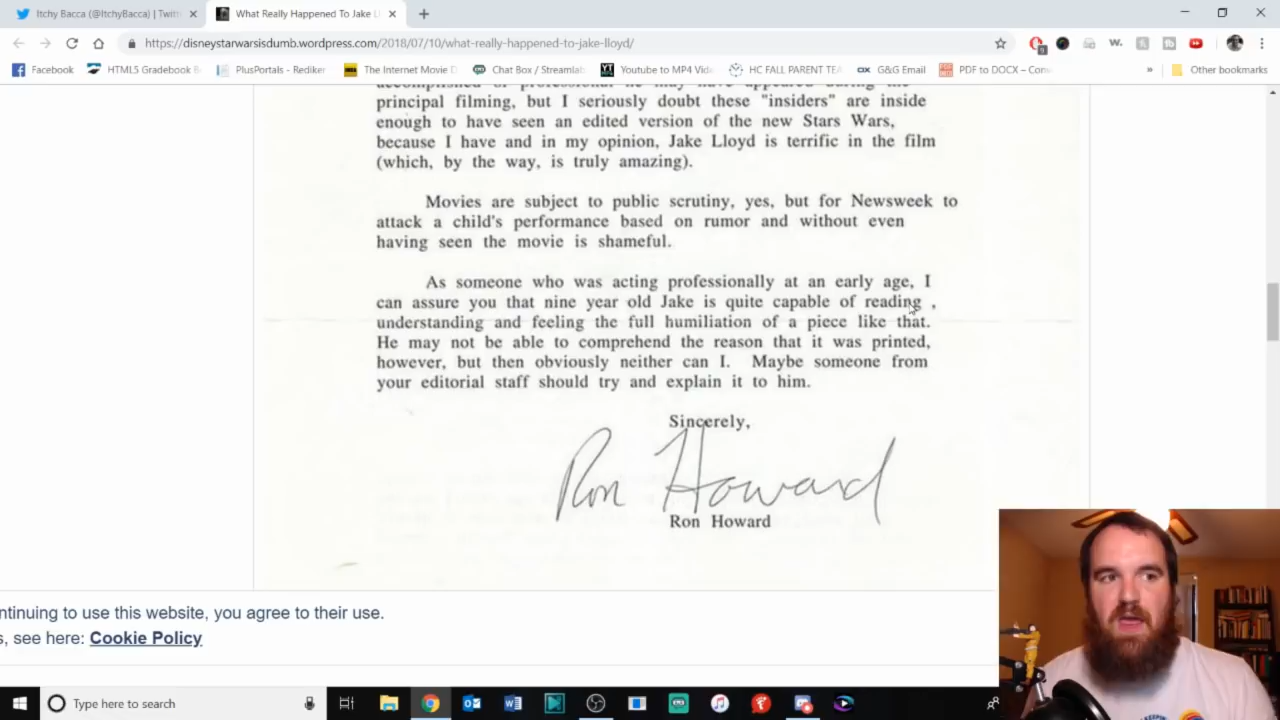 Itchy Bacca (@ItchyBacca) | Twitt
What Really Happened To Jake Ll
https://disneystarwarsisdumb.wordpress.com/2018/07/10/what-really-happened-to-jake-lloyd/
Facebook
HTML5 Gradebook
PlusPortals - Rediker
The Internet Movie D
Chat Box / Streamlab
Youtube to MP4 Vide
HC FALL PARENT TEA
G&G Email
PDF to DOCX – Conv
Other bookmarks
principal filming, but I seriously doubt these "insiders" are inside
enough to have seen an edited version of the new Stars Wars,
because I have and in my opinion, Jake Lloyd is terrific in the film
(which, by the way, is truly amazing).
Movies are subject to public scrutiny, yes, but for Newsweek to
attack a child's performance based on rumor and without even
having seen the movie is shameful.
As someone who was acting professionally at an early age, I
can assure you that nine year old Jake is quite capable of reading ,
understanding and feeling the full humiliation of a piece like that.
He may not be able to comprehend the reason that it was printed,
however, but then obviously neither can I. Maybe someone from
your editorial staff should try and explain it to him.
Sincerely,
Ron Howard
Ron Howard
ntinuing to use this website, you agree to their use.
s, see here: Cookie Policy
Type here to search